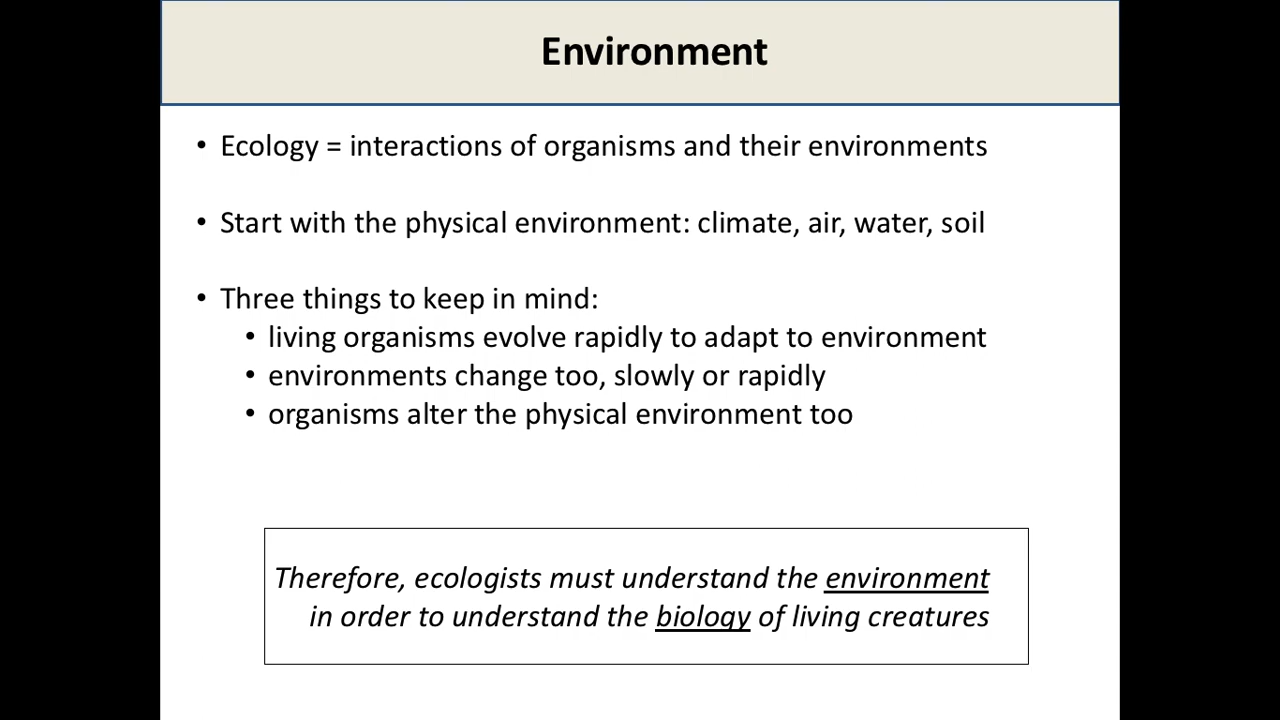 Environment
• Ecology = interactions of organisms and their environments
• Start with the physical environment: climate, air, water, soil
• Three things to keep in mind:
• living organisms evolve rapidly to adapt to environment
• environments change too, slowly or rapidly
• organisms alter the physical environment too
Therefore, ecologists must understand the environment
in order to understand the biology of living creatures